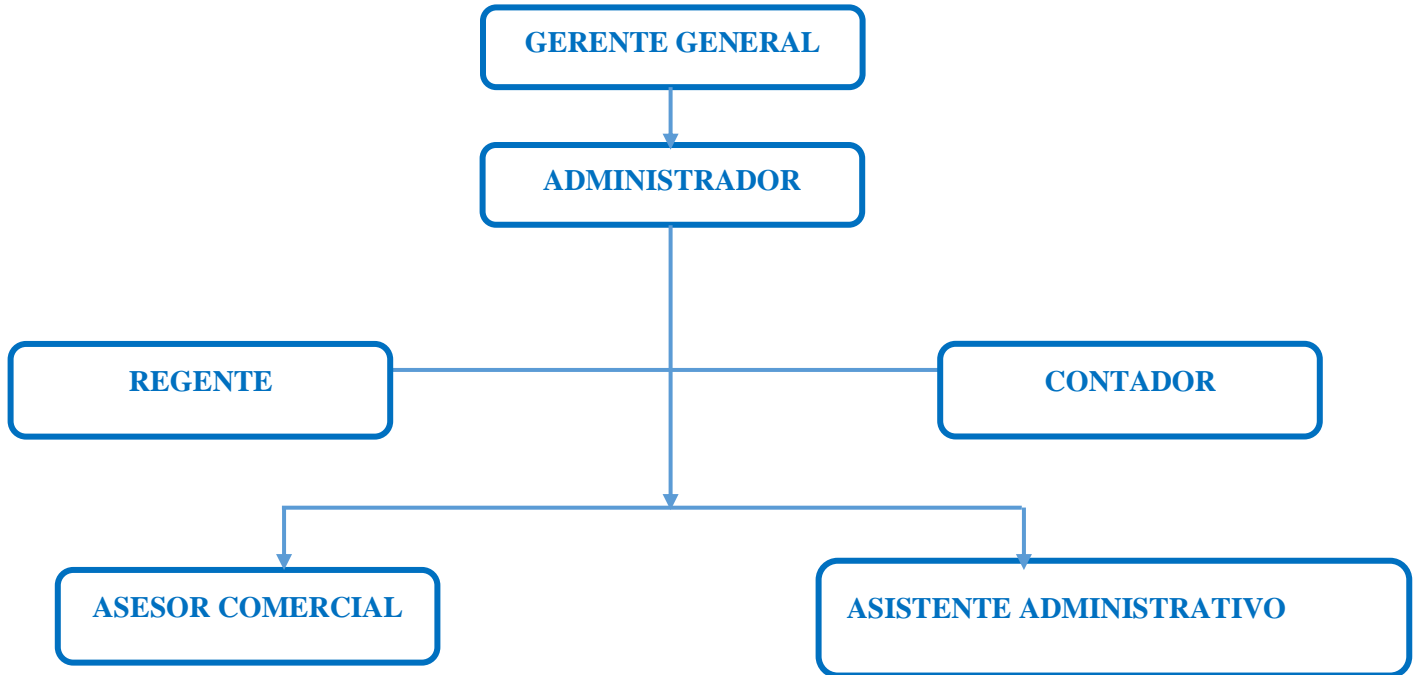 GERENTE GENERAL
ADMINISTRADOR
REGENTE
CONTADOR
ASESOR COMERCIAL
ASISTENTE ADMINISTRATIVO